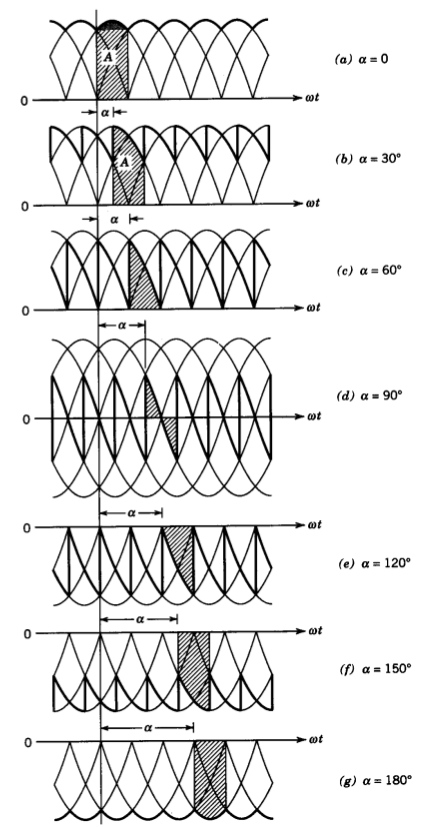 A
(a) α = 0
0
ωt
α
A
(b) α = 30°
0
ωt
α
(c) α = 60°
0
ωt
α
(d) α = 90°
0
ωt
α
0
ωt
(e) α = 120°
α
0
ωt
(f) α = 150°
α
0
ωt
(g) α = 180°